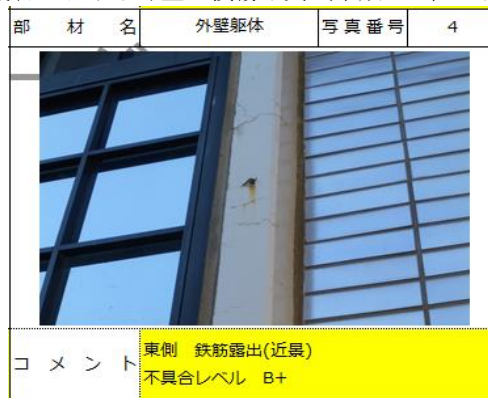 部 材 名 外壁躯体 写真番号 4
コメント 東側 鉄筋露出(近景)
不具合レベル B+